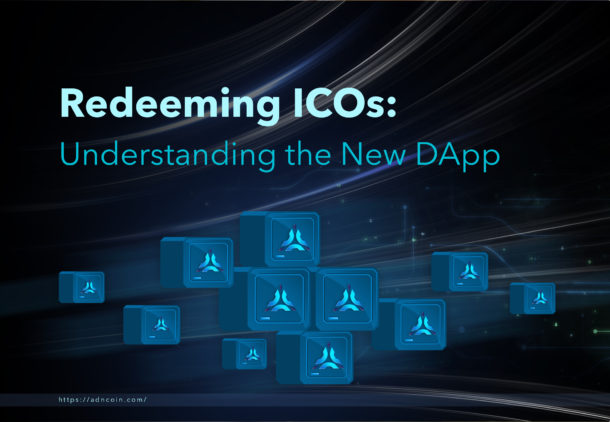 Redeeming ICOs:
Understanding the New DApp
https://adncoin.com/